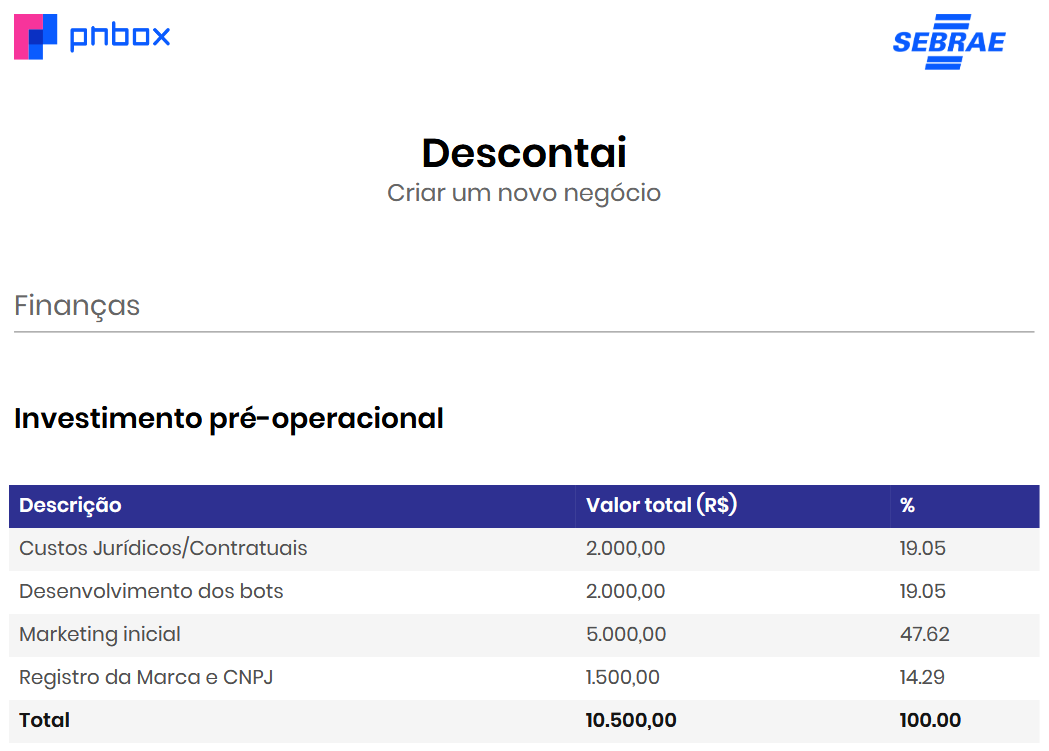 pnbox
SEBRAE
Descontai
Criar um novo negócio
Finanças
Investimento pré-operacional
Descrição Valor total (R$) %
Custos Jurídicos/Contratuais 2.000,00 19.05
Desenvolvimento dos bots 2.000,00 19.05
Marketing inicial 5.000,00 47.62
Registro da Marca e CNPJ 1.500,00 14.29
Total 10.500,00 100.00